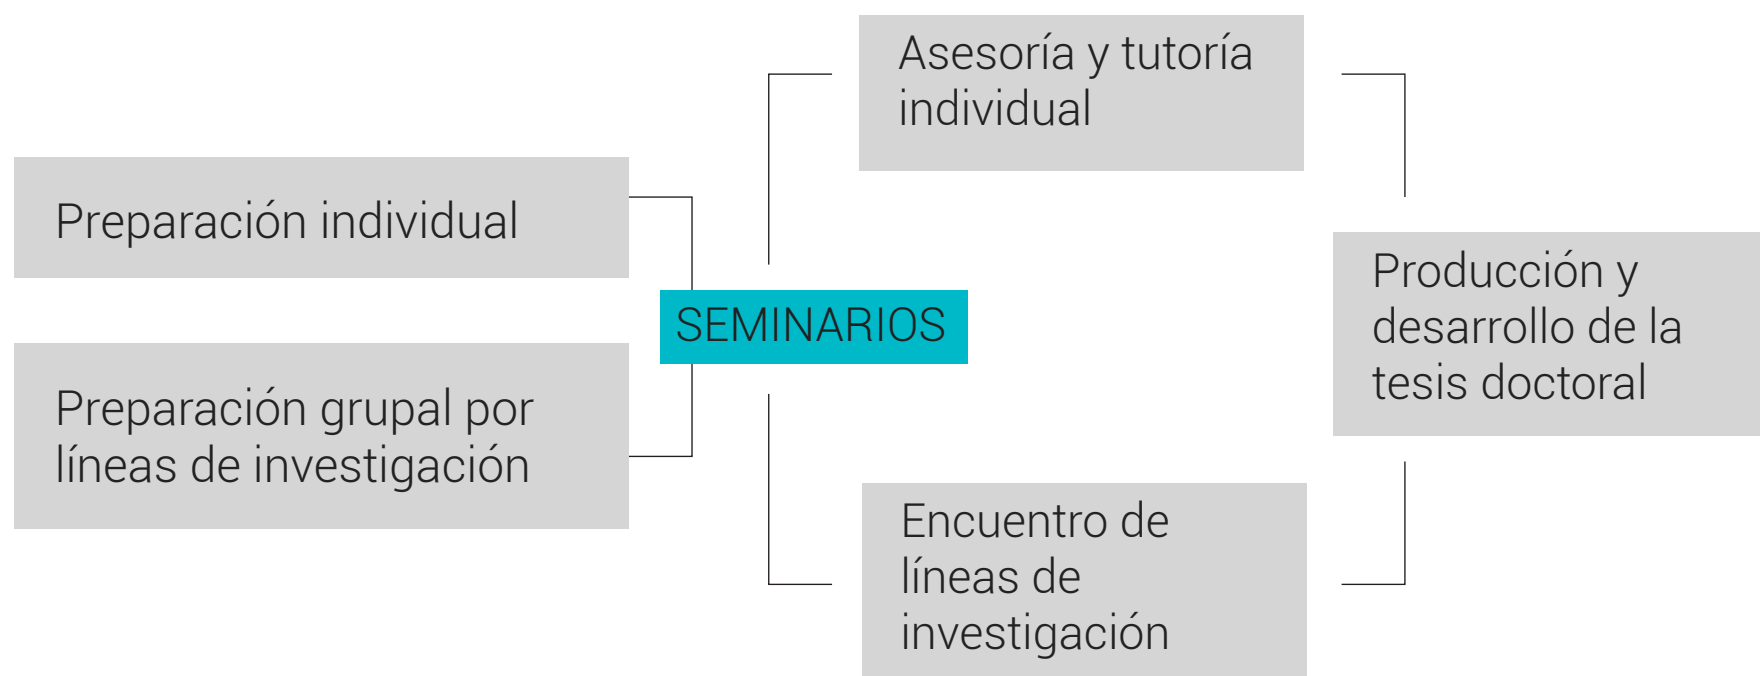 Preparación individual
Preparación grupal por
líneas de investigación
SEMINARIOS
Asesoría y tutoría
individual
Encuentro de
líneas de
investigación
Producción y
desarrollo de la
tesis doctoral